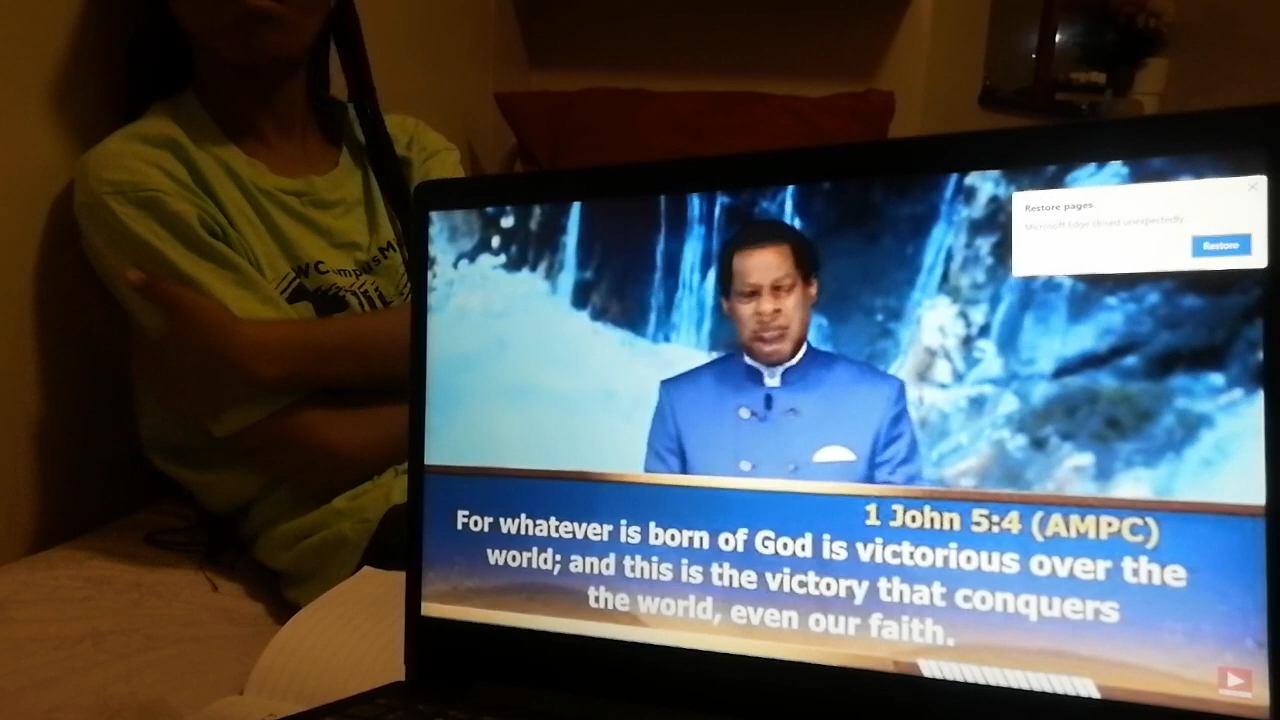 WCampusM
Restore pages
Microsoft Edge closed unexpectedly.
Restore
1 John 5:4 (AMPC)
For whatever is born of God is victorious over the
world; and this is the victory that conquers
the world, even our faith.